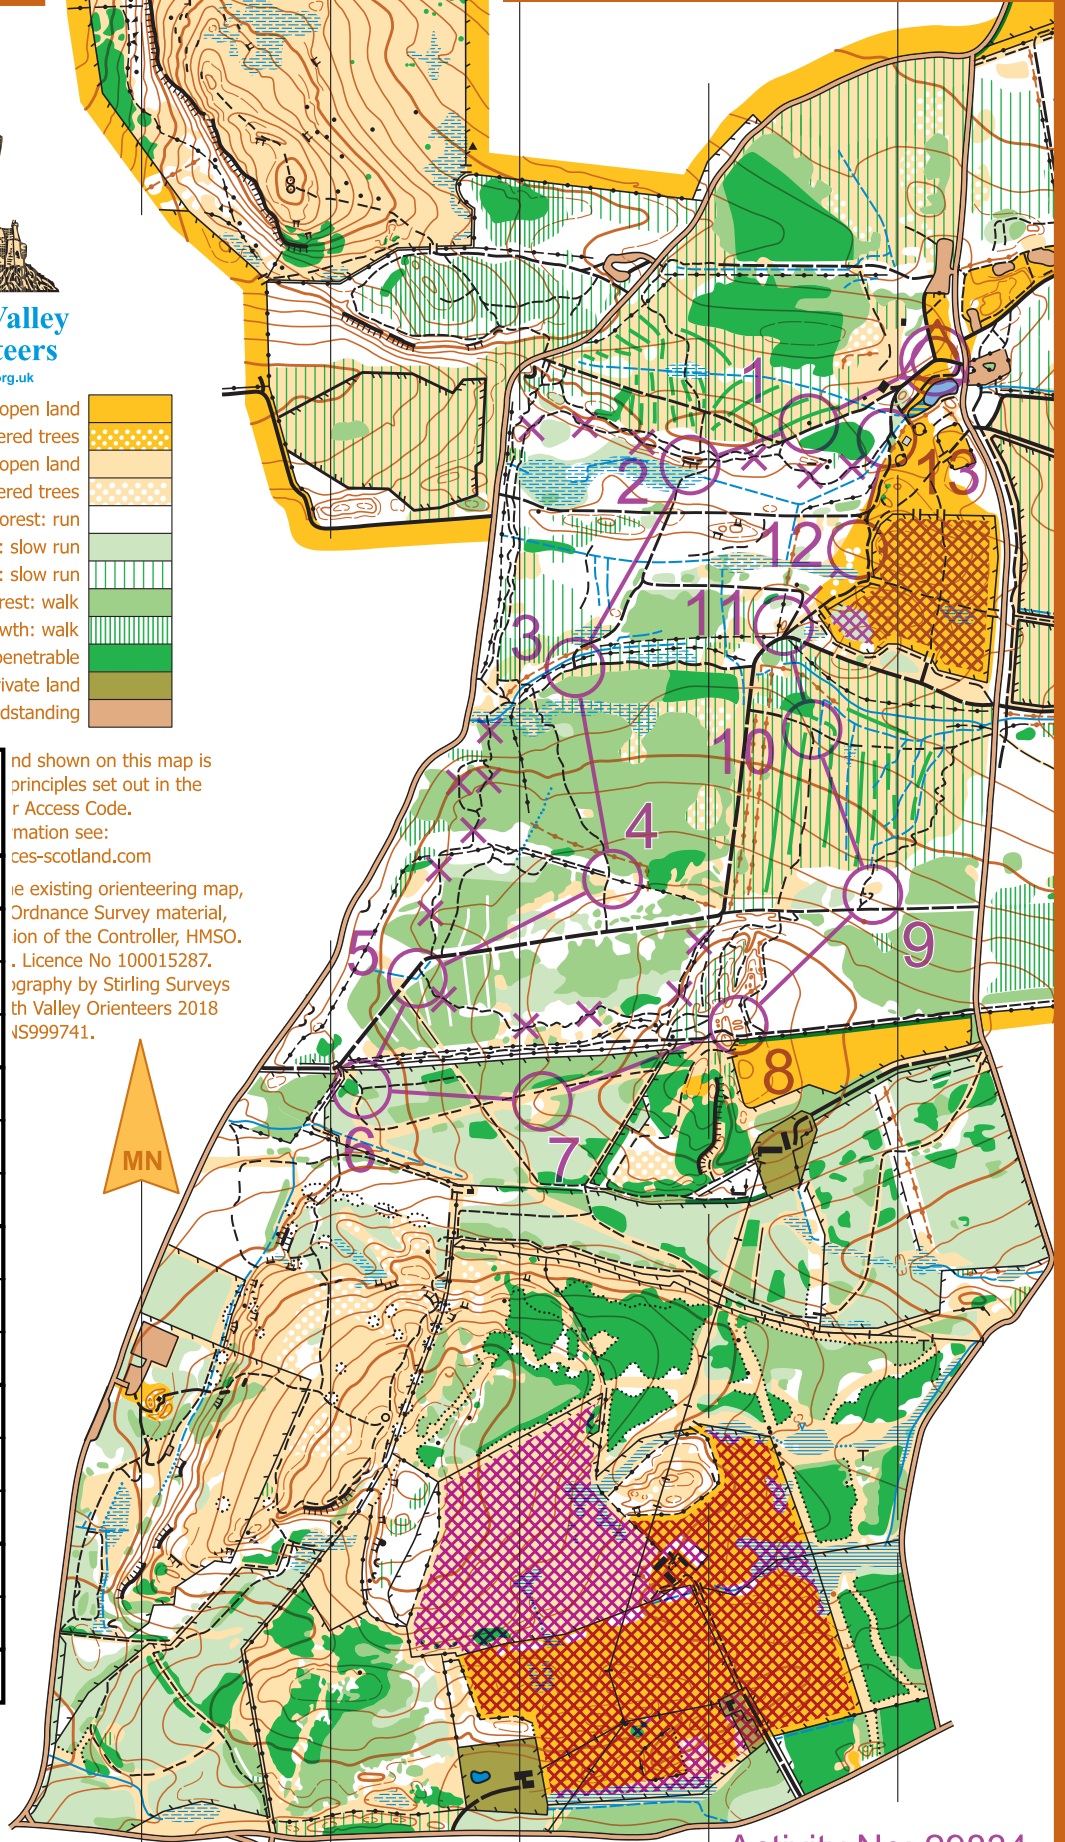 Valley
teers
org.uk
open land
ered trees
open land
ered trees
orest: run
: slow run
: slow run
rest: walk
wth: walk
penetrable
ivate land
dstanding
nd shown on this map is
principles set out in the
r Access Code.
rmation see:
ces-scotland.com
e existing orienteering map,
Ordnance Survey material,
ion of the Controller, HMSO.
. Licence No 100015287.
ography by Stirling Surveys
th Valley Orienteers 2018
NS999741.
MN
1
2
13
12
11
3
10
4
9
5
8
6
7